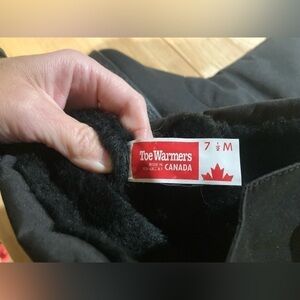 Toe Warmers
MADE IN
CANADA
7 ½ M